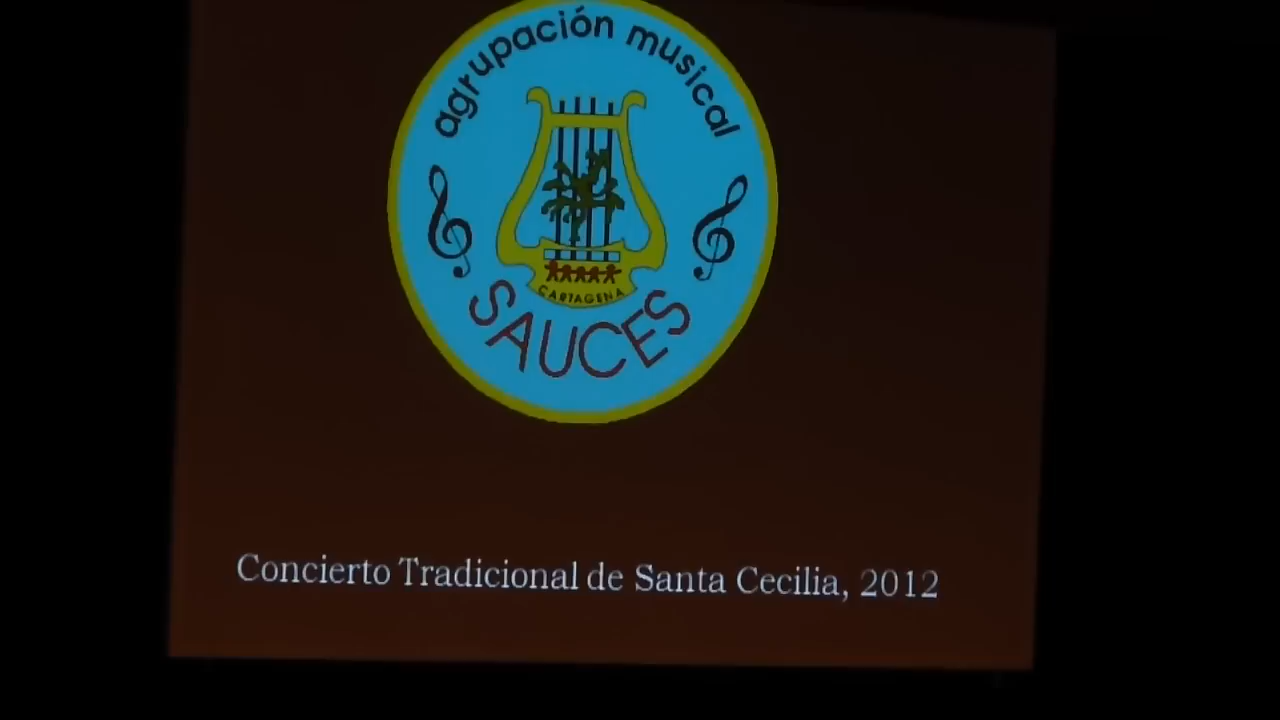 agrupación musical
CARTAGENA
SAUCES
Concierto Tradicional de Santa Cecilia, 2012